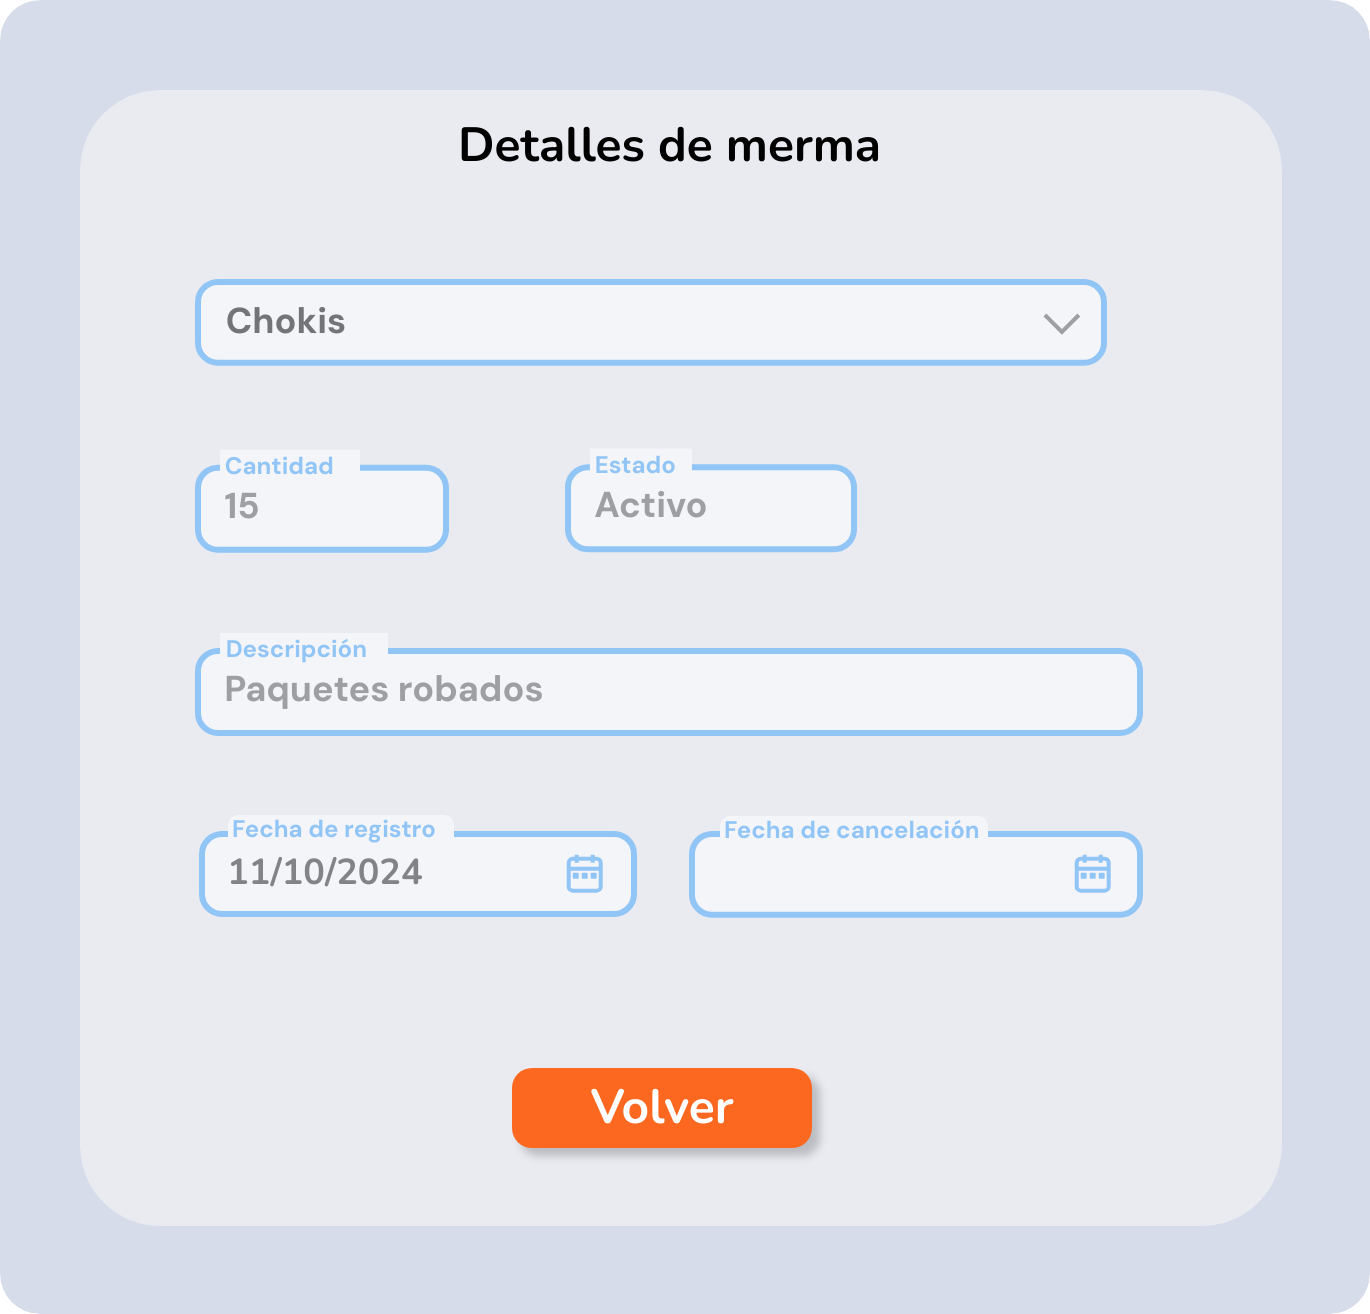 Detalles de merma
Chokis
Cantidad
15
Estado
Activo
Descripción
Paquetes robados
Fecha de registro
11/10/2024
Fecha de cancelación
Volver